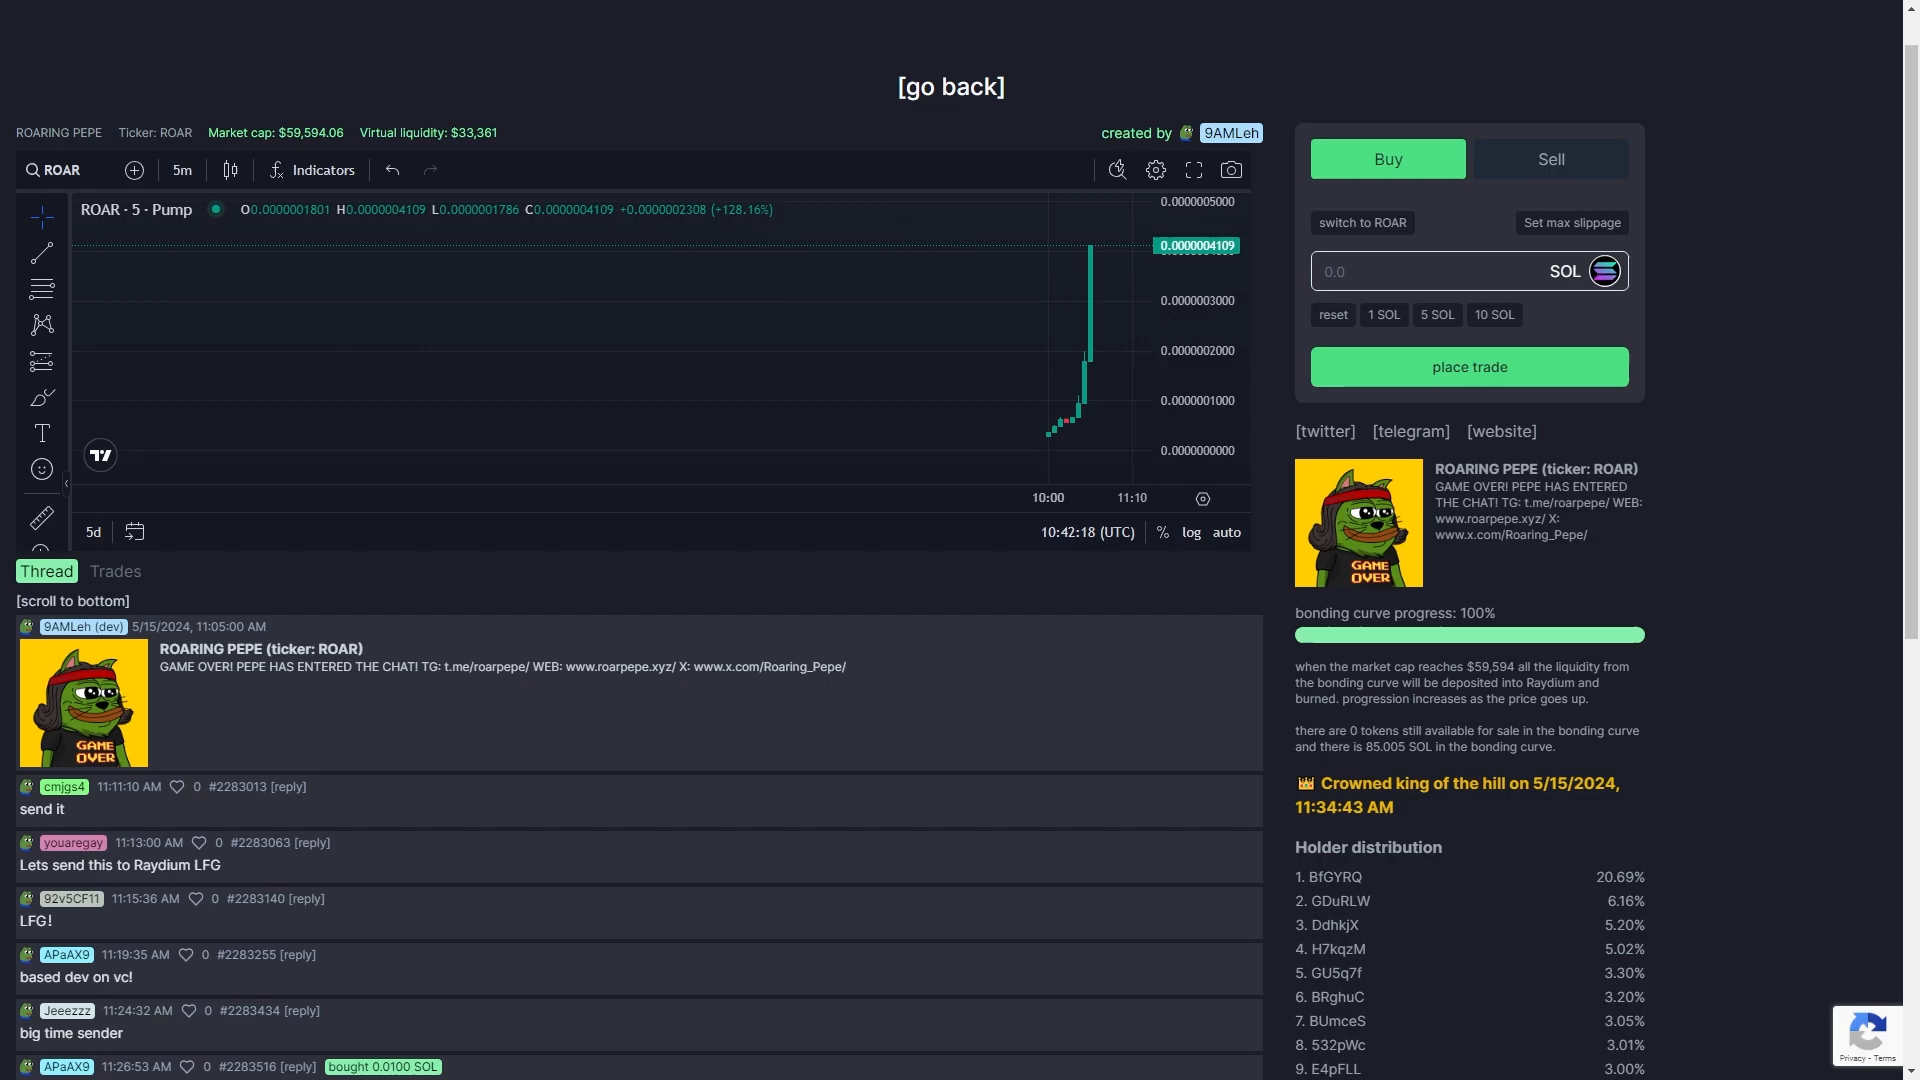 [go back]
ROARING PEPE Ticker: ROAR Market cap: $59,594.06 Virtual liquidity: $33,361 created by 9AMLeh
ROAR 5m Indicators
ROAR · 5 · Pump O0.0000001801 H0.0000004109 L0.0000001786 C0.0000004109 +0.0000002308 (+128.16%)
0.0000005000
0.0000004109
0.0000003000
0.0000002000
0.0000001000
0.0000000000
10:00 11:10
5d 10:42:18 (UTC) % log auto
Buy Sell
switch to ROAR Set max slippage
0.0 SOL
reset 1 SOL 5 SOL 10 SOL
place trade
[twitter] [telegram] [website]
GAME
OVER
ROARING PEPE (ticker: ROAR)
GAME OVER! PEPE HAS ENTERED
THE CHAT! TG: t.me/roarpepe/ WEB:
www.roarpepe.xyz/ X:
www.x.com/Roaring_Pepe/
bonding curve progress: 100%
when the market cap reaches $59,594 all the liquidity from
the bonding curve will be deposited into Raydium and
burned. progression increases as the price goes up.
there are 0 tokens still available for sale in the bonding curve
and there is 85.005 SOL in the bonding curve.
Crowned king of the hill on 5/15/2024,
11:34:43 AM
Holder distribution
1. BfGYRQ 20.69%
2. GDuRLW 6.16%
3. DdhkjX 5.20%
4. H7kqzM 5.02%
5. GU5q7f 3.30%
6. BRghuC 3.20%
7. BUmceS 3.05%
8. 532pWc 3.01%
9. E4pFLL 3.00%
Thread Trades
[scroll to bottom]
9AMLeh (dev) 5/15/2024, 11:05:00 AM
GAME
OVER
ROARING PEPE (ticker: ROAR)
GAME OVER! PEPE HAS ENTERED THE CHAT! TG: t.me/roarpepe/ WEB: www.roarpepe.xyz/ X: www.x.com/Roaring_Pepe/
cmjgs4 11:11:10 AM 0 #2283013 [reply]
send it
youaregay 11:13:00 AM 0 #2283063 [reply]
Lets send this to Raydium LFG
92v5CF11 11:15:36 AM 0 #2283140 [reply]
LFG!
APaAX9 11:19:35 AM 0 #2283255 [reply]
based dev on vc!
Jeeezzz 11:24:32 AM 0 #2283434 [reply]
big time sender
APaAX9 11:26:53 AM 0 #2283516 [reply] bought 0.0100 SOL
Privacy - Terms